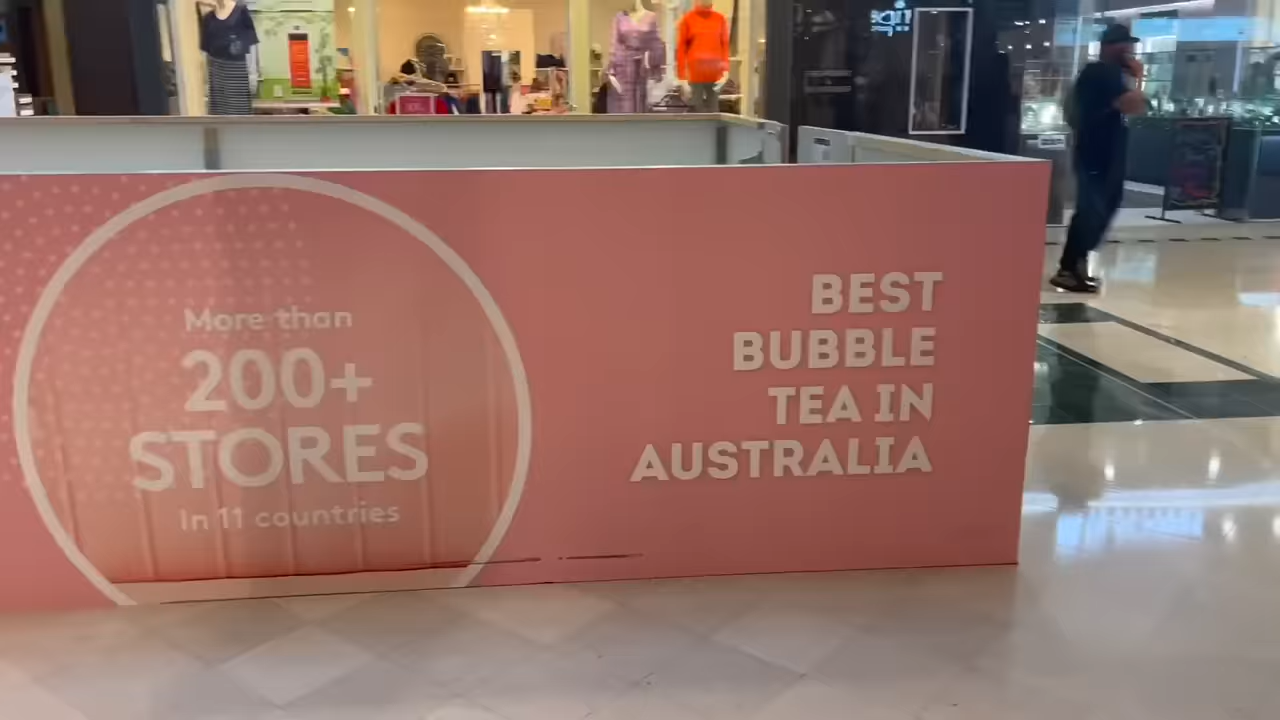 More than
200+
STORES
In 11 countries
BEST
BUBBLE
TEA IN
AUSTRALIA